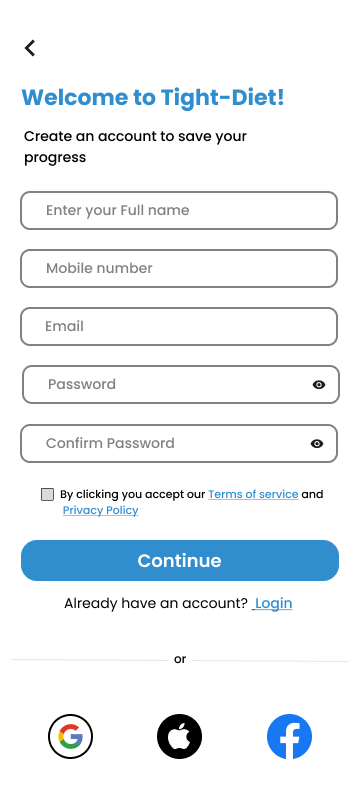 Welcome to Tight-Diet!
Create an account to save your
progress
Enter your Full name
Mobile number
Email
Password
Confirm Password
By clicking you accept our Terms of service and
Privacy Policy
Continue
Already have an account? Login
or